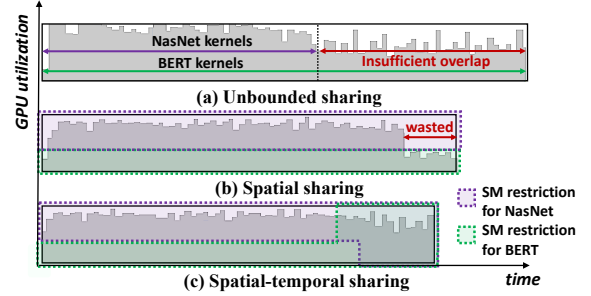 GPU utilization
NasNet kernels
BERT kernels
Insufficient overlap
(a) Unbounded sharing
wasted
(b) Spatial sharing
SM restriction
for NasNet
SM restriction
for BERT
(c) Spatial-temporal sharing
time